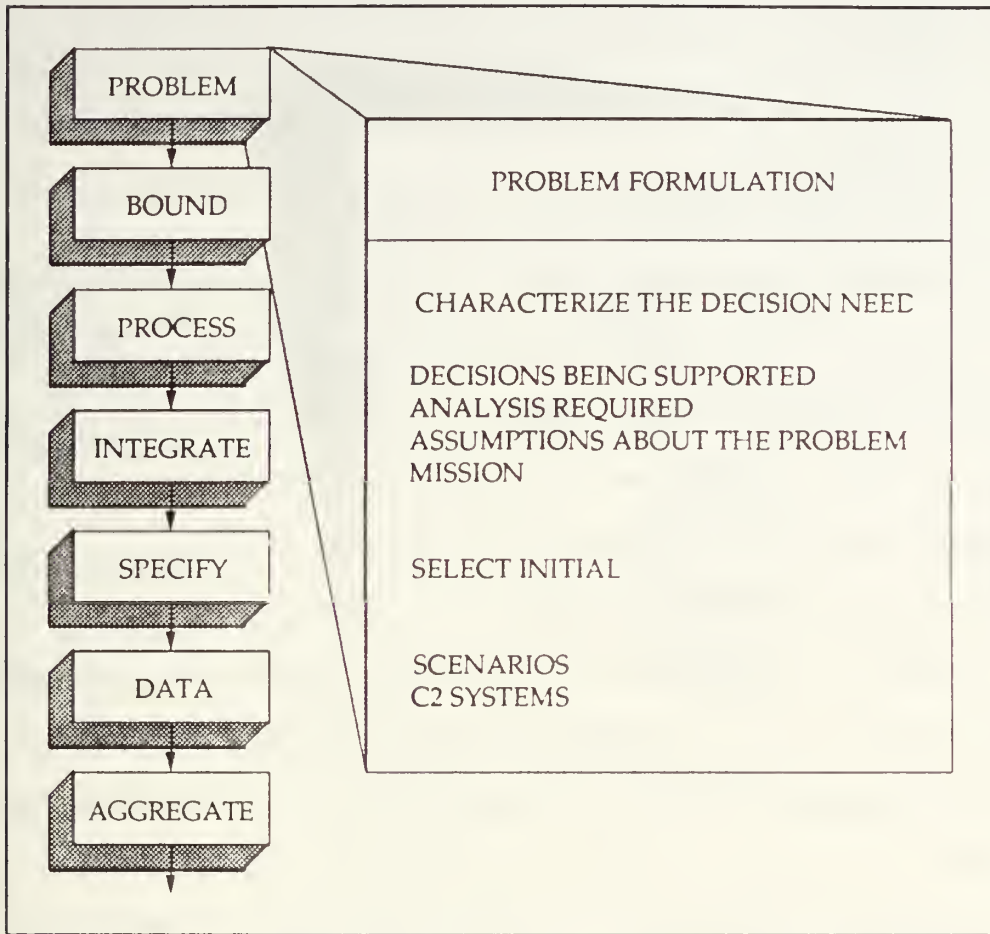 PROBLEM
BOUND
PROCESS
INTEGRATE
SPECIFY
DATA
AGGREGATE
PROBLEM FORMULATION
CHARACTERIZE THE DECISION NEED
DECISIONS BEING SUPPORTED
ANALYSIS REQUIRED
ASSUMPTIONS ABOUT THE PROBLEM
MISSION
SELECT INITIAL
SCENARIOS
C2 SYSTEMS